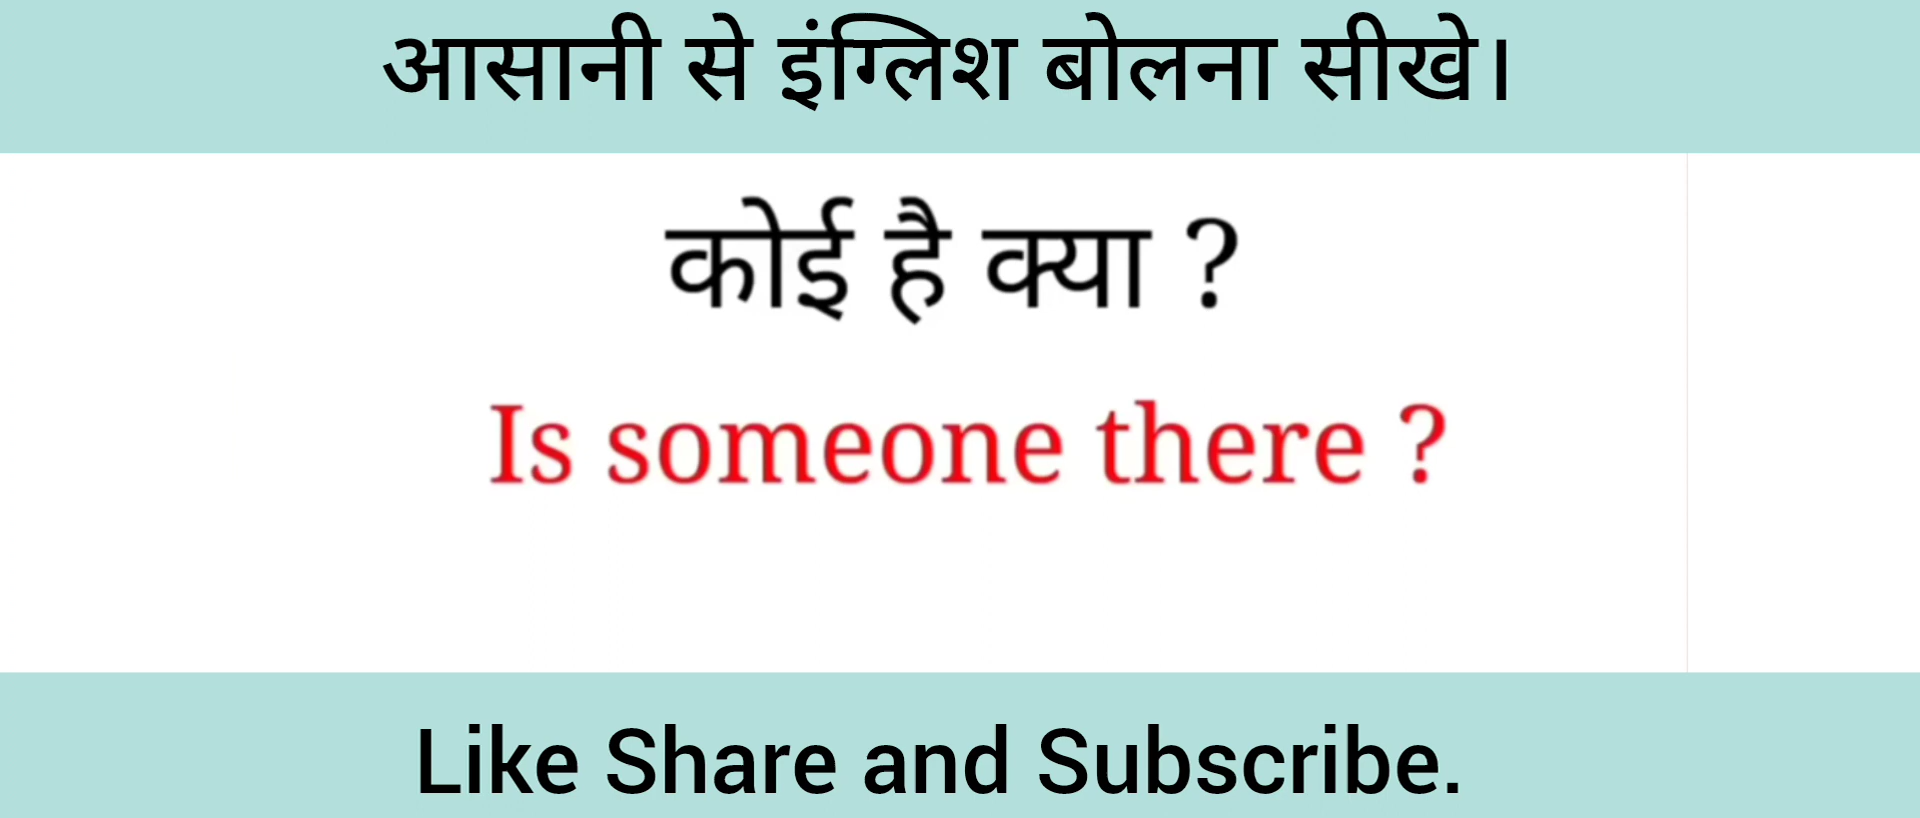 आसानी से इंग्लिश बोलना सीखे।
कोई है क्या ?
Is someone there ?
Like Share and Subscribe.